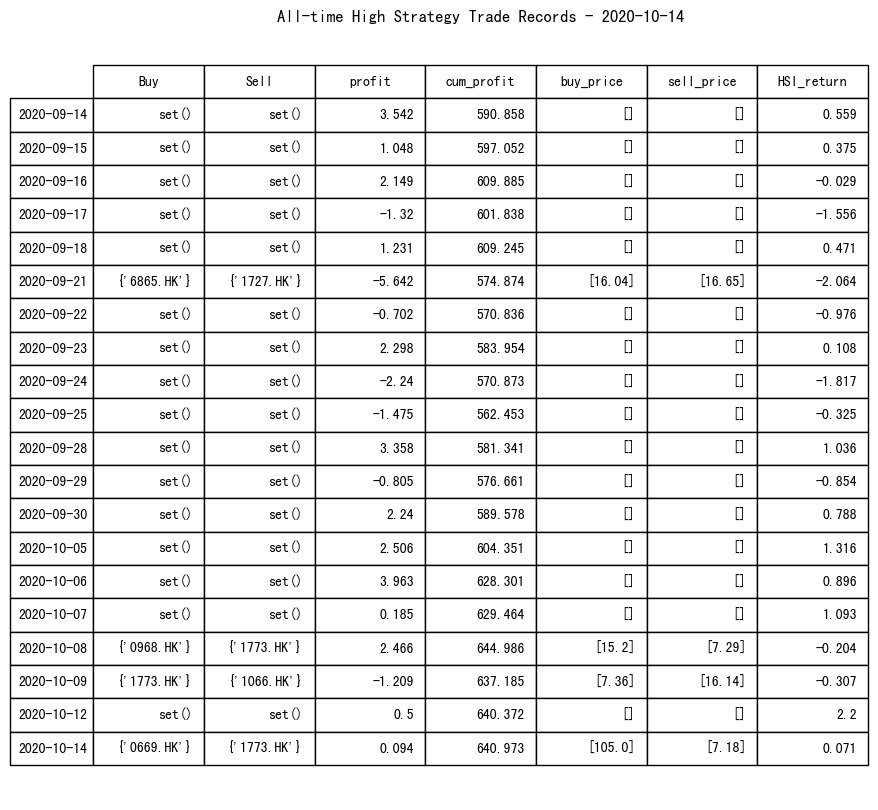 All-time High Strategy Trade Records - 2020-10-14
Buy Sell profit cum_profit buy_price sell_price HSI_return
2020-09-14 set() set() 3.542 590.858 [] [] 0.559
2020-09-15 set() set() 1.048 597.052 [] [] 0.375
2020-09-16 set() set() 2.149 609.885 [] [] -0.029
2020-09-17 set() set() -1.32 601.838 [] [] -1.556
2020-09-18 set() set() 1.231 609.245 [] [] 0.471
2020-09-21 {'6865.HK'} {'1727.HK'} -5.642 574.874 [16.04] [16.65] -2.064
2020-09-22 set() set() -0.702 570.836 [] [] -0.976
2020-09-23 set() set() 2.298 583.954 [] [] 0.108
2020-09-24 set() set() -2.24 570.873 [] [] -1.817
2020-09-25 set() set() -1.475 562.453 [] [] -0.325
2020-09-28 set() set() 3.358 581.341 [] [] 1.036
2020-09-29 set() set() -0.805 576.661 [] [] -0.854
2020-09-30 set() set() 2.24 589.578 [] [] 0.788
2020-10-05 set() set() 2.506 604.351 [] [] 1.316
2020-10-06 set() set() 3.963 628.301 [] [] 0.896
2020-10-07 set() set() 0.185 629.464 [] [] 1.093
2020-10-08 {'0968.HK'} {'1773.HK'} 2.466 644.986 [15.2] [7.29] -0.204
2020-10-09 {'1773.HK'} {'1066.HK'} -1.209 637.185 [7.36] [16.14] -0.307
2020-10-12 set() set() 0.5 640.372 [] [] 2.2
2020-10-14 {'0669.HK'} {'1773.HK'} 0.094 640.973 [105.0] [7.18] 0.071